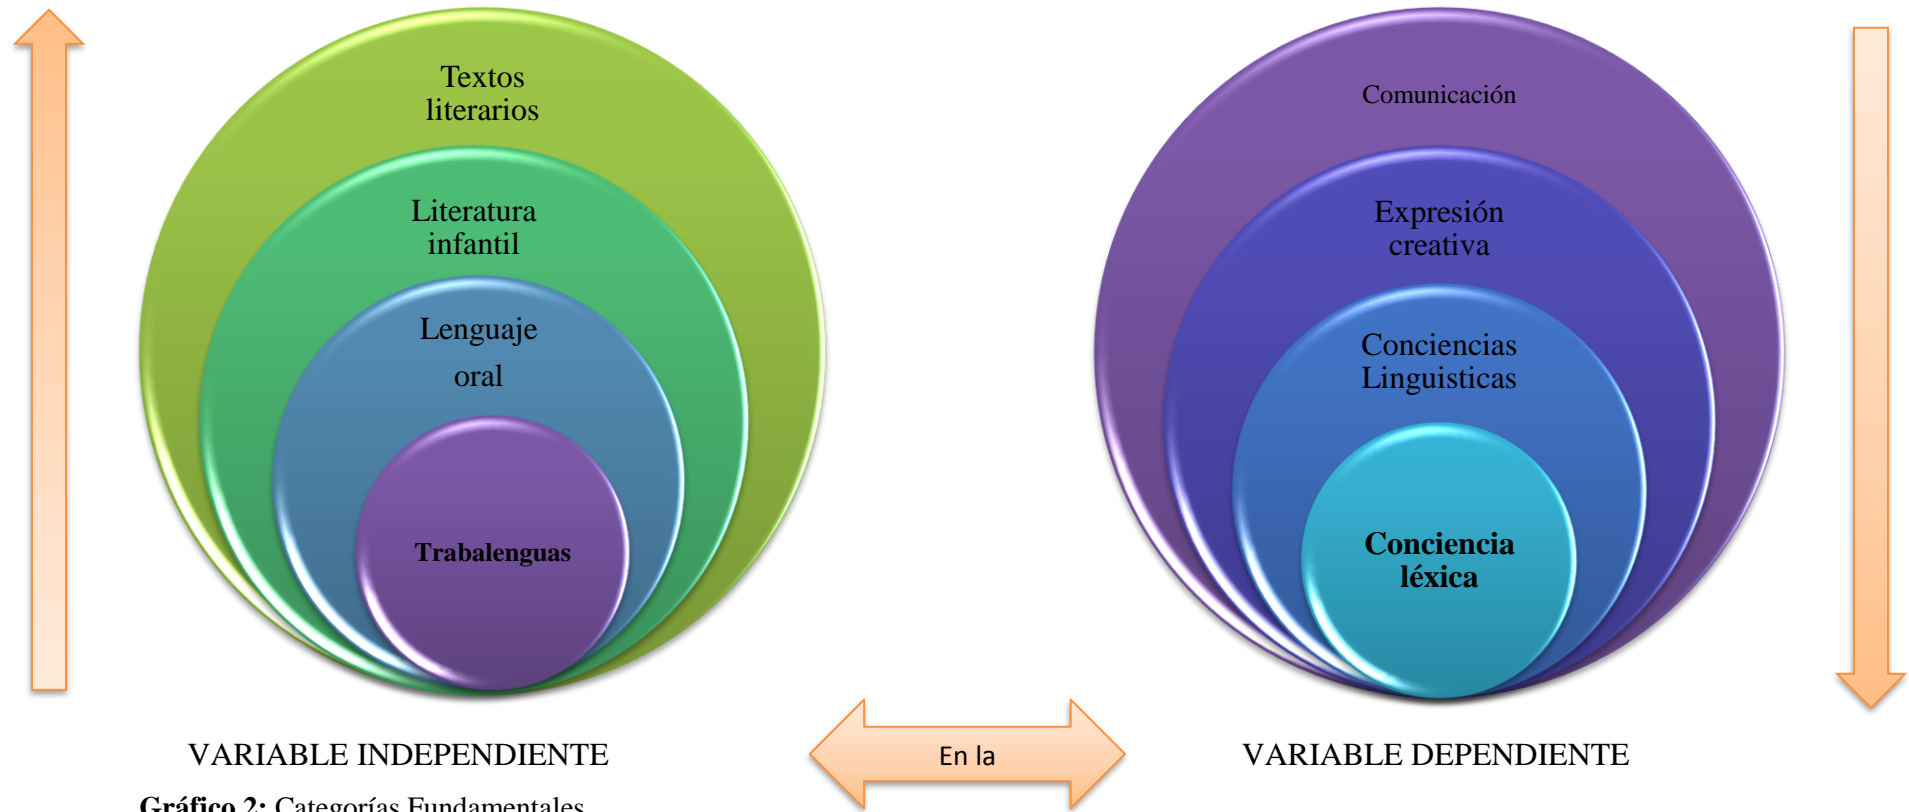 Textos
literarios
Literatura
infantil
Lenguaje
oral
Trabalenguas
Comunicación
Expresión
creativa
Conciencias
Linguisticas
Conciencia
léxica
VARIABLE INDEPENDIENTE
En la
VARIABLE DEPENDIENTE
Gráfico 2: Categorías Fundamentales